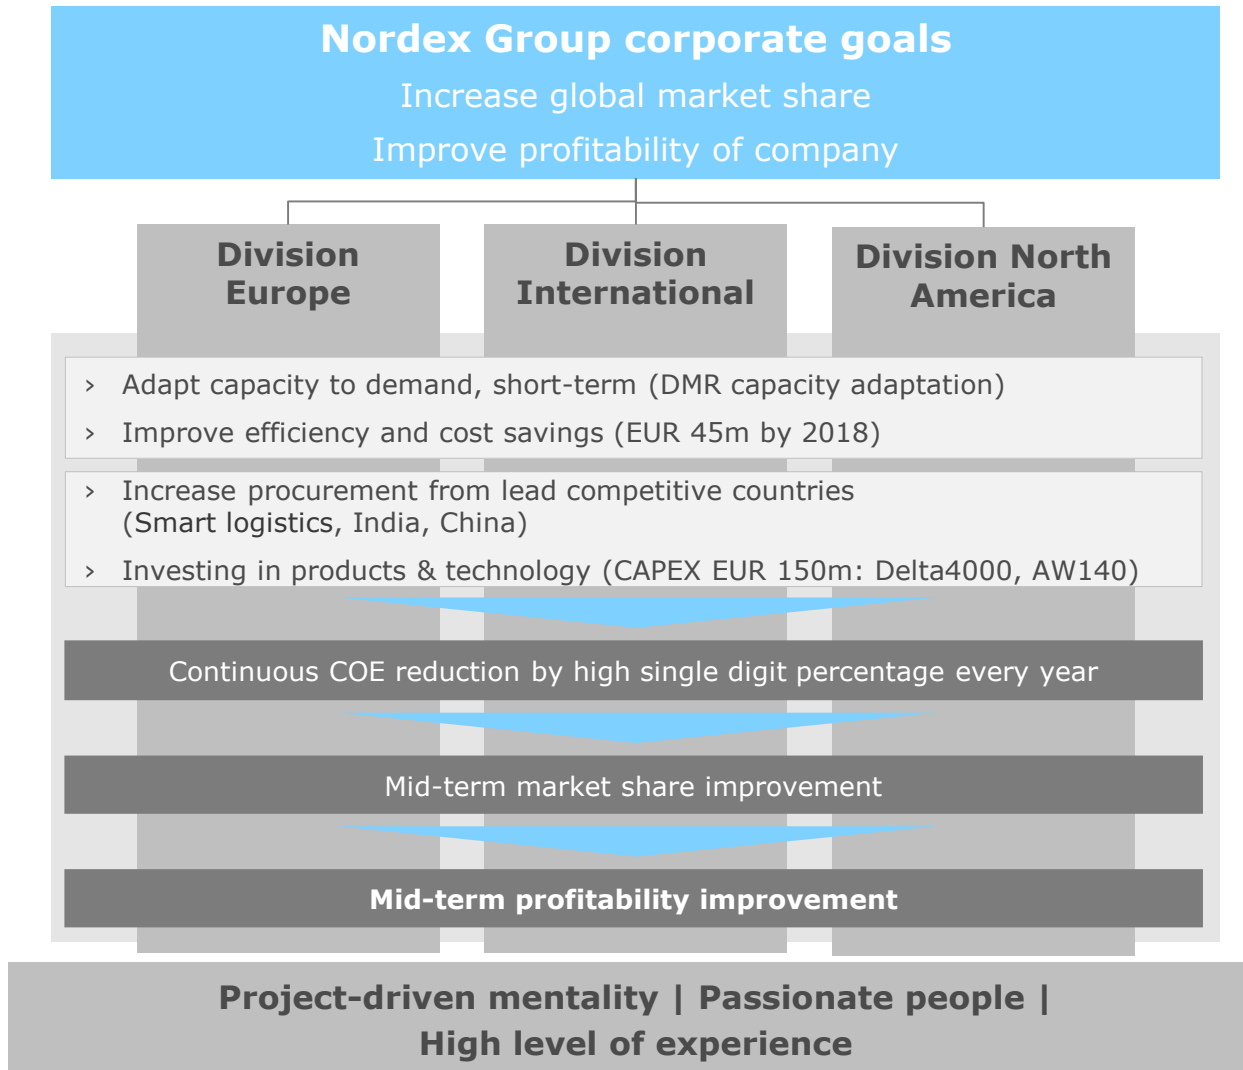 Nordex Group corporate goals
Increase global market share
Improve profitability of company
Division
Europe
Division
International
Division North
America
› Adapt capacity to demand, short-term (DMR capacity adaptation)
› Improve efficiency and cost savings (EUR 45m by 2018)
› Increase procurement from lead competitive countries
(Smart logistics, India, China)
› Investing in products & technology (CAPEX EUR 150m: Delta4000, AW140)
Continuous COE reduction by high single digit percentage every year
Mid-term market share improvement
Mid-term profitability improvement
Project-driven mentality | Passionate people |
High level of experience